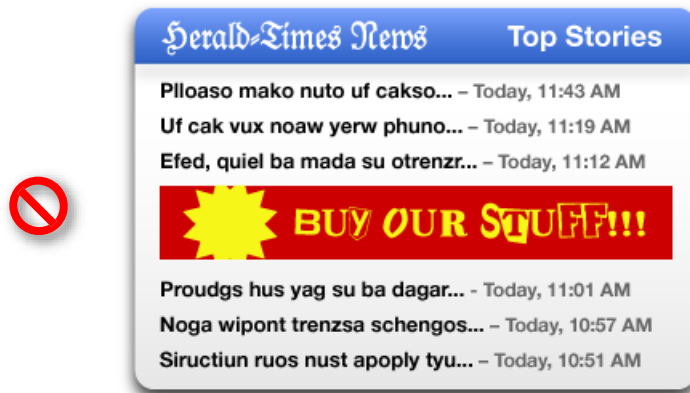 Herald-Times News Top Stories
Plloaso mako nuto uf cakso... – Today, 11:43 AM
Uf cak vux noaw yerw phuno... – Today, 11:19 AM
Efed, quiel ba mada su otrenzr... – Today, 11:12 AM
BUY OUR STUFF!!!
Proudgs hus yag su ba dagar... - Today, 11:01 AM
Noga wipont trenzsa schengos... – Today, 10:57 AM
Siructiun ruos nust apoply tyu... – Today, 10:51 AM